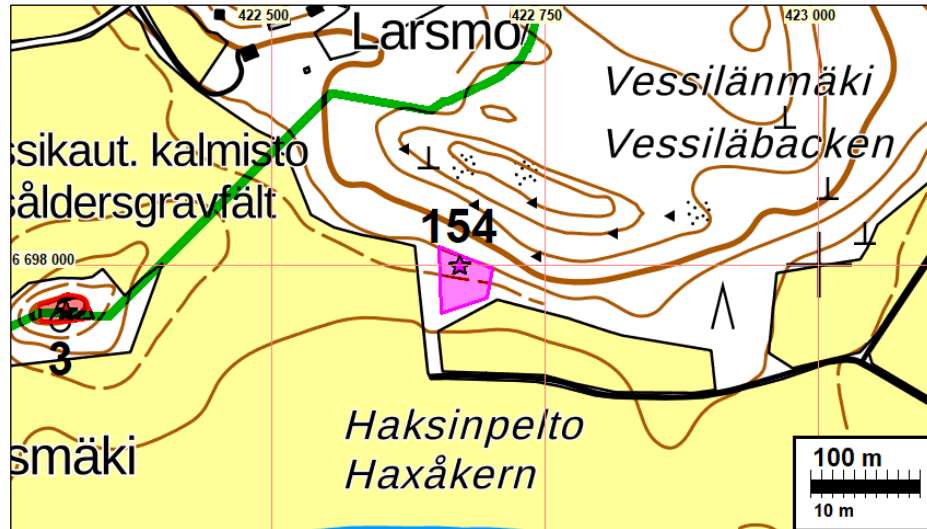 422 500
422 750
423 000
Larsmo
Vessilänmäki
Vessiläbacken
ssikaut. kalmisto
såldersgravfält
154
6 698 000
3
Haksinpelto
Haxåkern
smäki
100 m
10 m